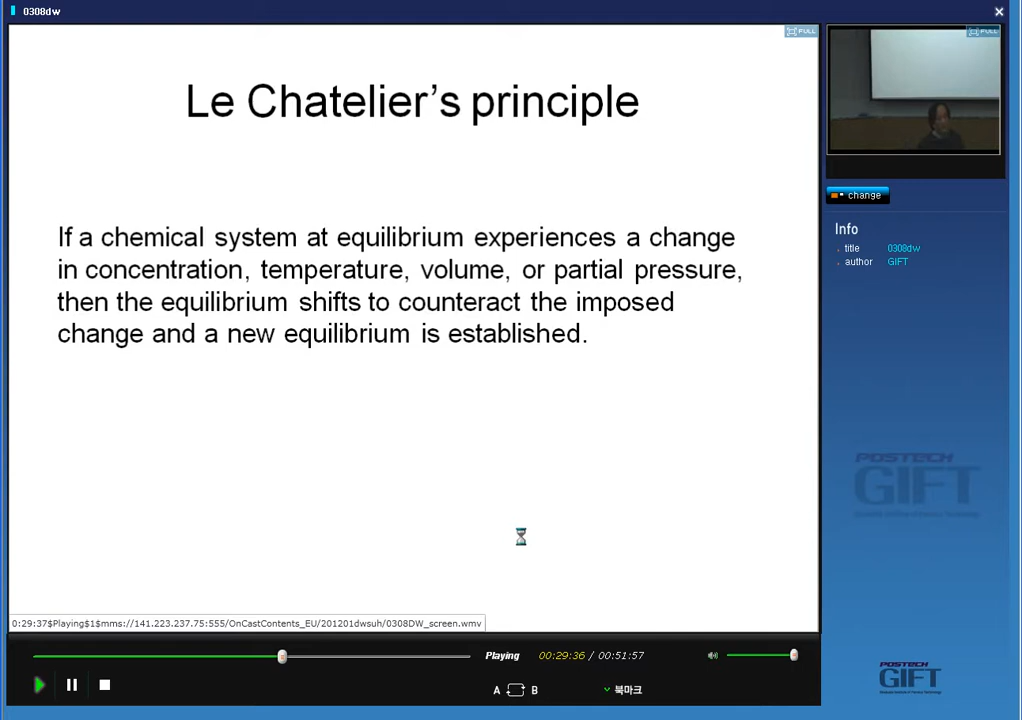 0308dw
FULL
FULL
Le Chatelier’s principle
If a chemical system at equilibrium experiences a change
in concentration, temperature, volume, or partial pressure,
then the equilibrium shifts to counteract the imposed
change and a new equilibrium is established.
change
Info
title 0308dw
author GIFT
POSTECH
GIFT
0:29:37$Playing$1$mms://141.223.237.75:555/OnCastContents_EU/201201dwsuh/0308DW_screen.wmv
Playing 00:29:36 / 00:51:57
A B 북마크
POSTECH
GIFT